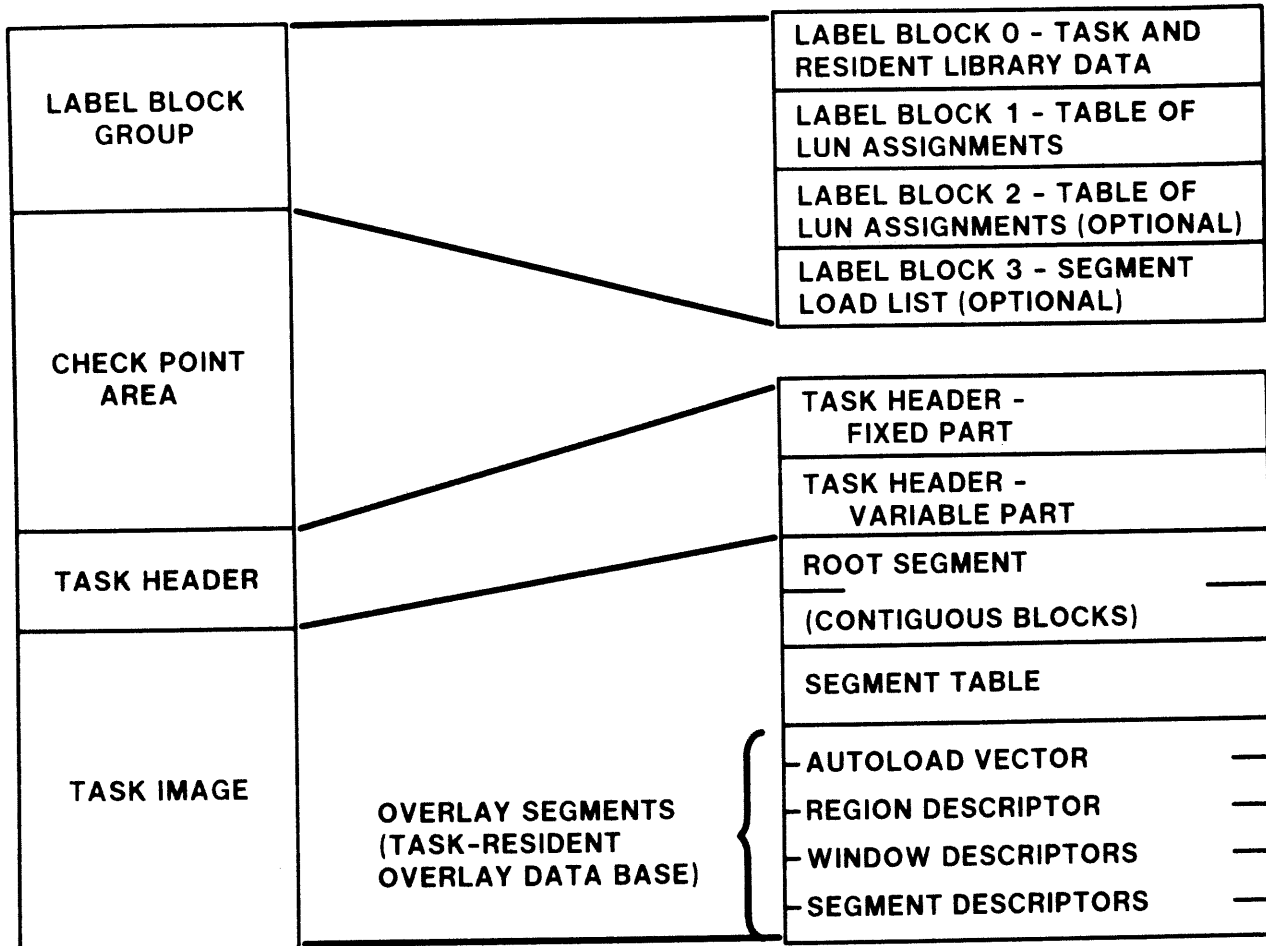 LABEL BLOCK
GROUP
CHECK POINT
AREA
TASK HEADER
TASK IMAGE
LABEL BLOCK 0 - TASK AND
RESIDENT LIBRARY DATA
LABEL BLOCK 1 - TABLE OF
LUN ASSIGNMENTS
LABEL BLOCK 2 - TABLE OF
LUN ASSIGNMENTS (OPTIONAL)
LABEL BLOCK 3 - SEGMENT
LOAD LIST (OPTIONAL)
TASK HEADER -
FIXED PART
TASK HEADER -
VARIABLE PART
ROOT SEGMENT
(CONTIGUOUS BLOCKS)
SEGMENT TABLE
OVERLAY SEGMENTS
(TASK-RESIDENT
OVERLAY DATA BASE)
AUTOLOAD VECTOR
REGION DESCRIPTOR
WINDOW DESCRIPTORS
SEGMENT DESCRIPTORS